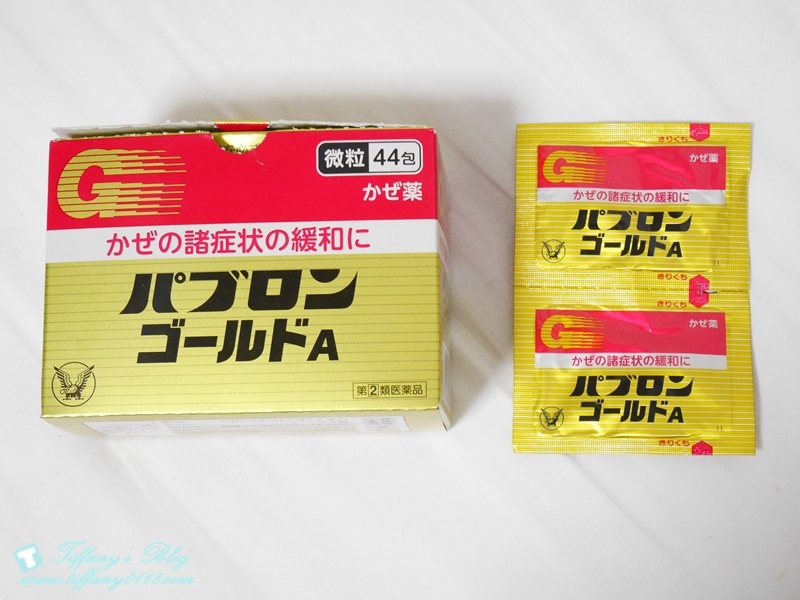 G
微粒 44包
かぜ薬
かぜの諸症状の緩和に
パブロン
ゴールドA
第②類医薬品
きりくち
G
かぜ薬
かぜの諸症状の緩和に
パブロン
ゴールドA
きりくち
きりくち
G
かぜ薬
かぜの諸症状の緩和に
パブロン
ゴールドA
きりくち
T Tiffany's Blog
www.tiffany0118.com